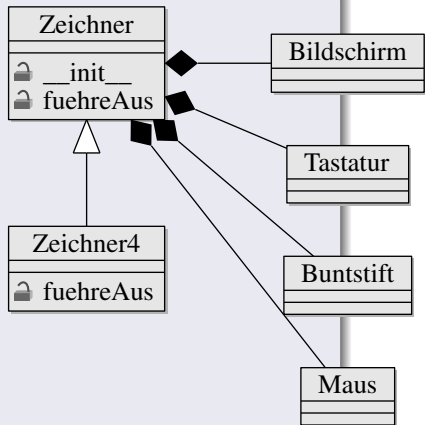 Zeichner
__init__
fuehreAus
Bildschirm
Tastatur
Zeichner4
fuehreAus
Buntstift
Maus